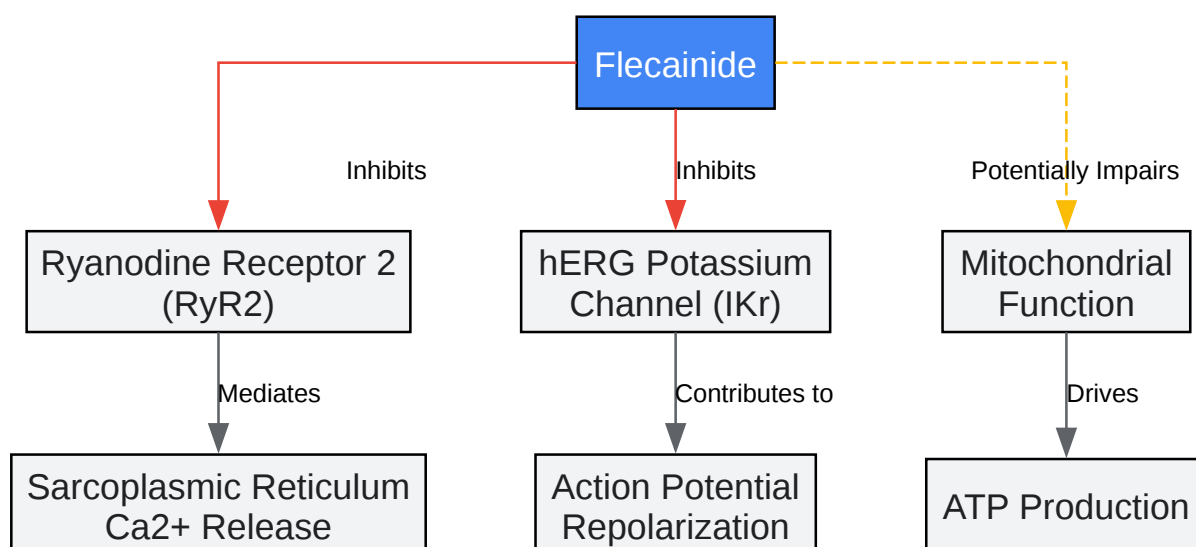 Flecainide
Inhibits
Inhibits
Potentially Impairs
Ryanodine Receptor 2
(RyR2)
hERG Potassium
Channel (IKr)
Mitochondrial
Function
Mediates
Contributes to
Drives
Sarcoplasmic Reticulum
Ca2+ Release
Action Potential
Repolarization
ATP Production